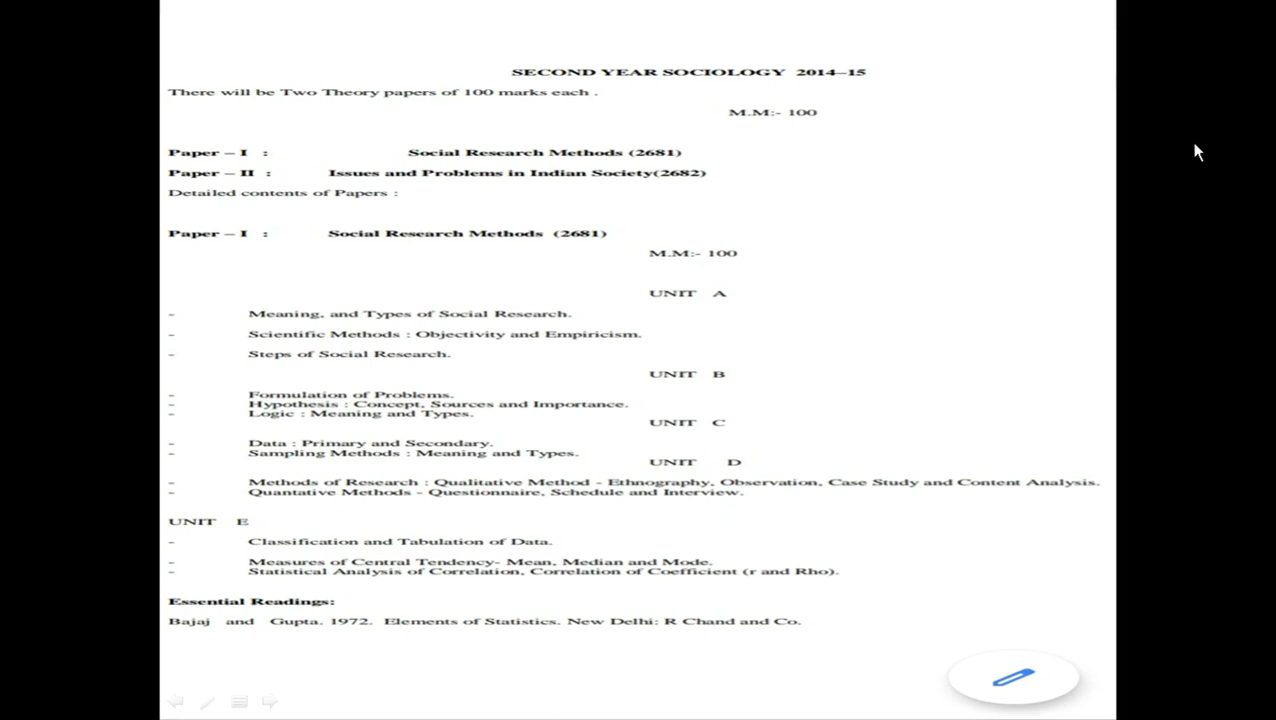 SECOND YEAR SOCIOLOGY 2014–15
There will be Two Theory papers of 100 marks each .
M.M:- 100
Paper – I : Social Research Methods (2681)
Paper – II : Issues and Problems in Indian Society(2682)
Detailed contents of Papers :
Paper – I : Social Research Methods (2681)
M.M:- 100
UNIT A
- Meaning, and Types of Social Research.
- Scientific Methods : Objectivity and Empiricism.
- Steps of Social Research.
UNIT B
- Formulation of Problems.
- Hypothesis : Concept, Sources and Importance.
- Logic : Meaning and Types.
UNIT C
- Data : Primary and Secondary.
- Sampling Methods : Meaning and Types.
UNIT D
- Methods of Research : Qualitative Method - Ethnography, Observation, Case Study and Content Analysis.
- Quantative Methods - Questionnaire, Schedule and Interview.
UNIT E
- Classification and Tabulation of Data.
- Measures of Central Tendency- Mean, Median and Mode.
- Statistical Analysis of Correlation, Correlation of Coefficient (r and Rho).
Essential Readings:
Bajaj and Gupta. 1972. Elements of Statistics. New Delhi: R Chand and Co.